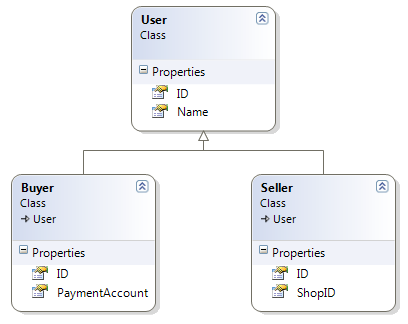 User
Class
Properties
ID
Name
Buyer
Class
User
Properties
ID
PaymentAccount
Seller
Class
User
Properties
ID
ShopID